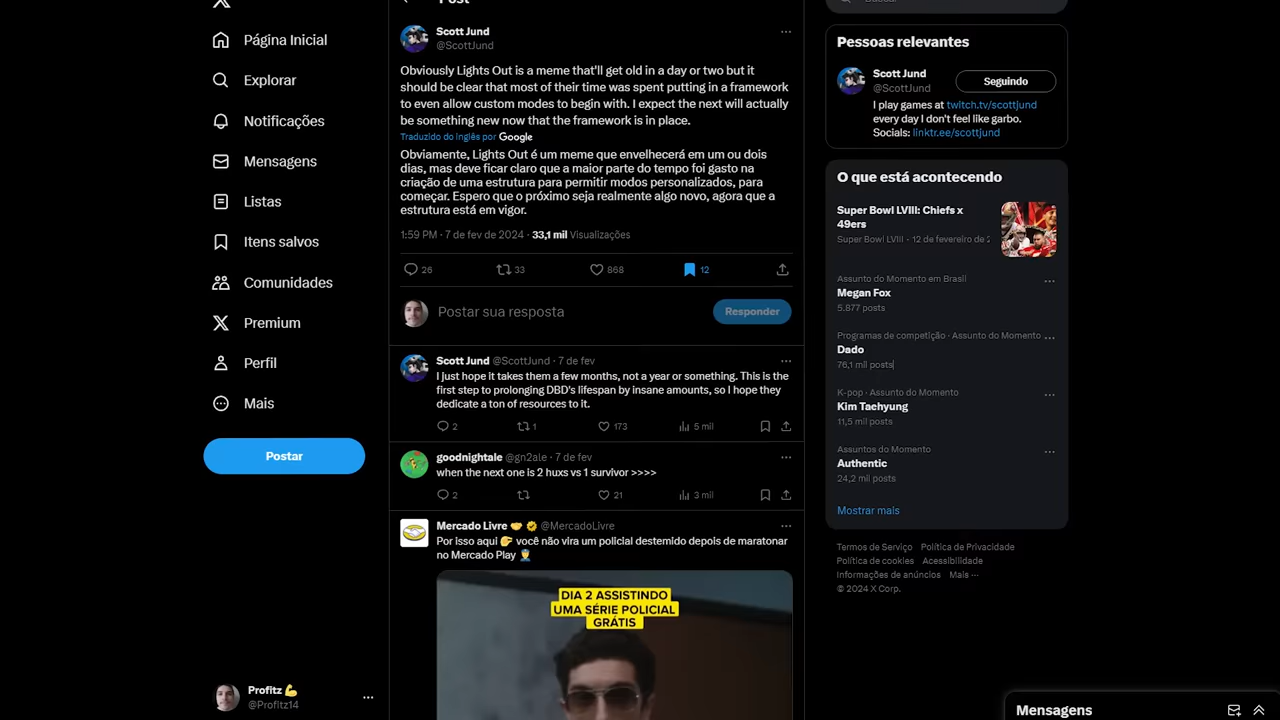 Página Inicial
Explorar
Notificações
Mensagens
Listas
Itens salvos
Comunidades
Premium
Perfil
Mais
Postar
Profitz 💪
@Profitz14
Scott Jund
@ScottJund
Obviously Lights Out is a meme that'll get old in a day or two but it
should be clear that most of their time was spent putting in a framework
to even allow custom modes to begin with. I expect the next will actually
be something new now that the framework is in place.
Traduzido do inglês por Google
Obviamente, Lights Out é um meme que envelhecerá em um ou dois
dias, mas deve ficar claro que a maior parte do tempo foi gasto na
criação de uma estrutura para permitir modos personalizados, para
começar. Espero que o próximo seja realmente algo novo, agora que a
estrutura está em vigor.
1:59 PM · 7 de fev de 2024 · 33,1 mil Visualizações
26 33 868 12
Postar sua resposta
Responder
Scott Jund @ScottJund · 7 de fev
I just hope it takes them a few months, not a year or something. This is the
first step to prolonging DBD's lifespan by insane amounts, so I hope they
dedicate a ton of resources to it.
2 1 173 5 mil
goodnightale @gn2ale · 7 de fev
when the next one is 2 huxs vs 1 survivor >>>>
2 21 3 mil
Mercado Livre 🤝 @MercadoLivre
Por isso aqui 👉 você não vira um policial destemido depois de maratonar
no Mercado Play 👮
DIA 2 ASSISTINDO
UMA SÉRIE POLICIAL
GRÁTIS
Pessoas relevantes
Scott Jund
@ScottJund
Seguindo
I play games at twitch.tv/scottjund
every day I don't feel like garbo.
Socials: linktr.ee/scottjund
O que está acontecendo
Super Bowl LVIII: Chiefs x
49ers
Super Bowl LVIII · 12 de fevereiro de
Assunto do Momento em Brasil
Megan Fox
5.877 posts
Programas de competição · Assunto do Momento
Dado
76,1 mil posts
K-pop · Assunto do Momento
Kim Tachyung
11,5 mil posts
Assuntos do Momento
Authentic
24,2 mil posts
Mostrar mais
Termos de Serviço Política de Privacidade
Política de cookies Acessibilidade
Informações de anúncios Mais ···
© 2024 X Corp.
Mensagens